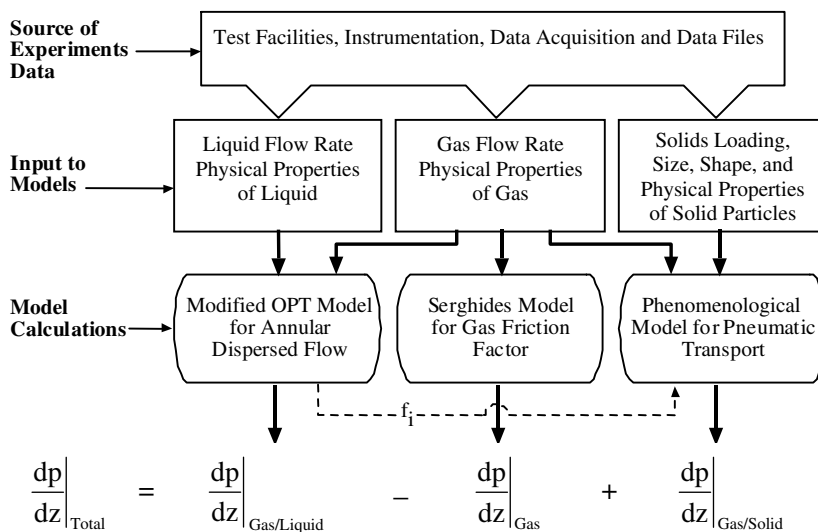 Source of
Experiments
Data
Test Facilities, Instrumentation, Data Acquisition and Data Files
Input to
Models
Liquid Flow Rate
Physical Properties
of Liquid
Gas Flow Rate
Physical Properties
of Gas
Solids Loading,
Size, Shape, and
Physical Properties
of Solid Particles
Model
Calculations
Modified OPT Model
for Annular
Dispersed Flow
Serghides Model
for Gas Friction
Factor
Phenomenological
Model for Pneumatic
Transport
f_i
dp/dz|Total = dp/dz|Gas/Liquid – dp/dz|Gas + dp/dz|Gas/Solid